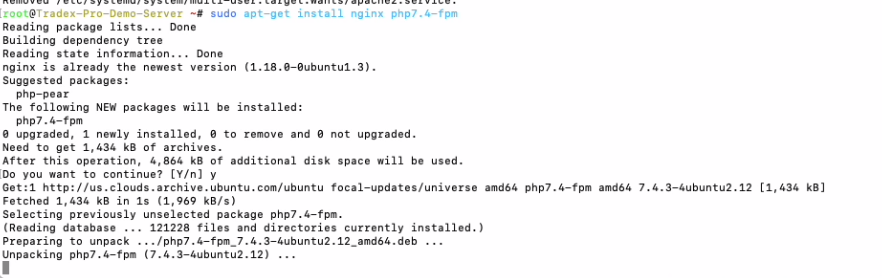 Removed /etc/systemd/system/multi-user.target.wants/apache2.service.
[root@Tradex-Pro-Demo-Server ~# sudo apt-get install nginx php7.4-fpm
Reading package lists... Done
Building dependency tree
Reading state information... Done
nginx is already the newest version (1.18.0-0ubuntu1.3).
Suggested packages:
  php-pear
The following NEW packages will be installed:
  php7.4-fpm
0 upgraded, 1 newly installed, 0 to remove and 0 not upgraded.
Need to get 1,434 kB of archives.
After this operation, 4,864 kB of additional disk space will be used.
Do you want to continue? [Y/n] y
Get:1 http://us.clouds.archive.ubuntu.com/ubuntu focal-updates/universe amd64 php7.4-fpm amd64 7.4.3-4ubuntu2.12 [1,434 kB]
Fetched 1,434 kB in 1s (1,969 kB/s)
Selecting previously unselected package php7.4-fpm.
(Reading database ... 121228 files and directories currently installed.)
Preparing to unpack .../php7.4-fpm_7.4.3-4ubuntu2.12_amd64.deb ...
Unpacking php7.4-fpm (7.4.3-4ubuntu2.12) ...